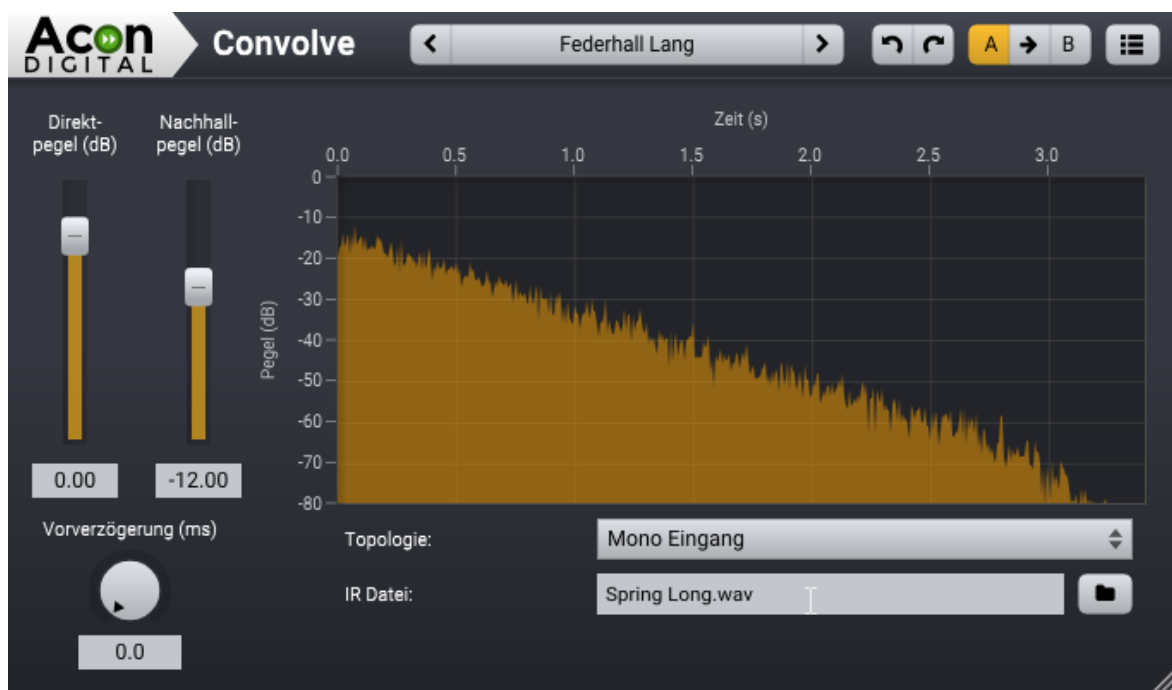 Acon
DIGITAL
Convolve
Federhall Lang
A
B
Direkt-
pegel (dB)
Nachhall-
pegel (dB)
Zeit (s)
0.0 0.5 1.0 1.5 2.0 2.5 3.0
Pegel (dB)
0
-10
-20
-30
-40
-50
-60
-70
-80
0.00
-12.00
Vorverzögerung (ms)
0.0
Topologie:
Mono Eingang
IR Datei:
Spring Long.wav